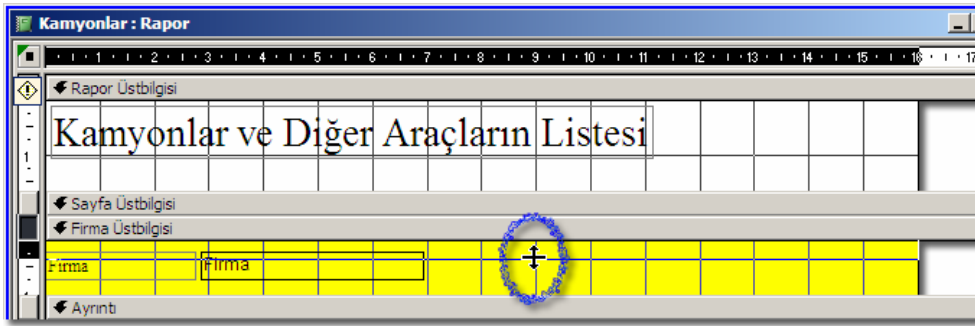 Kamyonlar : Rapor
1 2 3 4 5 6 7 8 9 10 11 12 13 14 15 16 17
Rapor Üstbilgisi
Kamyonlar ve Diğer Araçların Listesi
1
Sayfa Üstbilgisi
Firma Üstbilgisi
Firma Firma
Ayrıntı